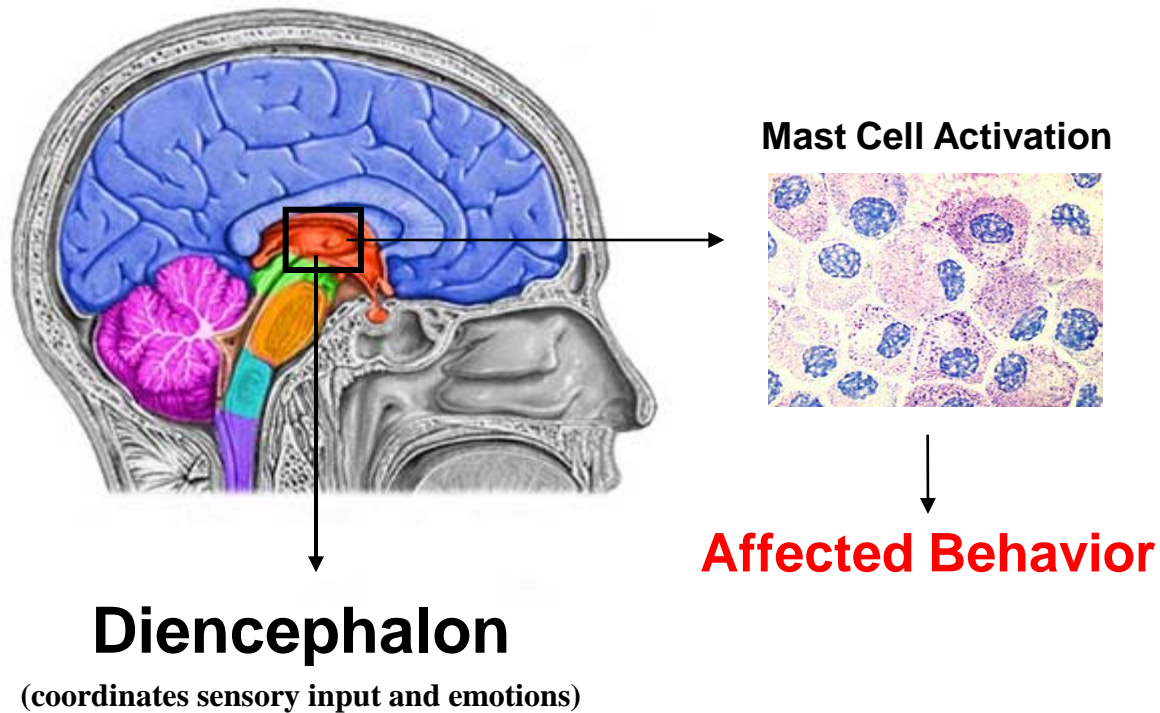 Mast Cell Activation
Affected Behavior
Diencephalon
(coordinates sensory input and emotions)